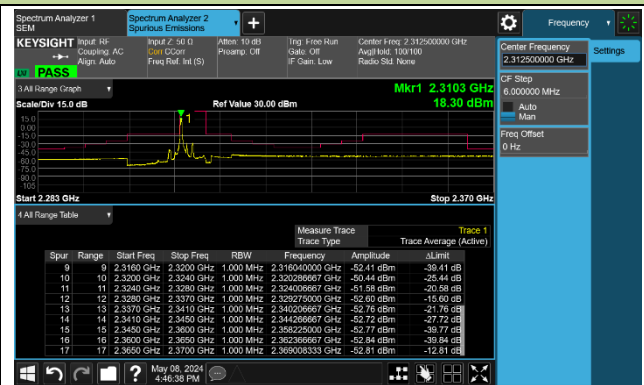 Spectrum Analyzer 1
SEM
Spectrum Analyzer 2
Spurious Emissions
Frequency
KEYSIGHT Input: RF Input Z: 50 Ω Atten: 10 dB Trig: Free Run Center Freq: 2.312500000 GHz
Coupling: AC Corr CCorr Preamp: Off Gate: Off Avg|Hold: 100/100
Align: Auto Freq Ref: Int (S) IF Gain: Low Radio Std: None
LW PASS
Center Frequency
2.312500000 GHz
Settings
CF Step
6.000000 MHz
Auto
Man
Freq Offset
0 Hz
3 All Range Graph
Mkr1 2.3103 GHz
Scale/Div 15.0 dB Ref Value 30.00 dBm 18.30 dBm
1
15.0
0.00
-15.0
-30.0
-45.0
-60.0
-75.0
-90.0
-105
Start 2.283 GHz Stop 2.370 GHz
4 All Range Table
Measure Trace Trace 1
Trace Type Trace Average (Active)
Spur Range Start Freq Stop Freq RBW Frequency Amplitude ΔLimit
9 9 2.3160 GHz 2.3200 GHz 1.000 MHz 2.316040000 GHz -52.41 dBm -39.41 dB
10 10 2.3200 GHz 2.3240 GHz 1.000 MHz 2.320286667 GHz -50.44 dBm -25.44 dB
11 11 2.3240 GHz 2.3280 GHz 1.000 MHz 2.324006667 GHz -51.58 dBm -20.58 dB
12 12 2.3280 GHz 2.3370 GHz 1.000 MHz 2.329275000 GHz -52.60 dBm -15.60 dB
13 13 2.3370 GHz 2.3410 GHz 1.000 MHz 2.340206667 GHz -52.76 dBm -21.76 dB
14 14 2.3410 GHz 2.3450 GHz 1.000 MHz 2.344266667 GHz -52.72 dBm -27.72 dB
15 15 2.3450 GHz 2.3600 GHz 1.000 MHz 2.358225000 GHz -52.77 dBm -39.77 dB
16 16 2.3600 GHz 2.3650 GHz 1.000 MHz 2.362366667 GHz -52.84 dBm -39.84 dB
17 17 2.3650 GHz 2.3700 GHz 1.000 MHz 2.369008333 GHz -52.81 dBm -12.81 dB
May 08, 2024
4:46:38 PM